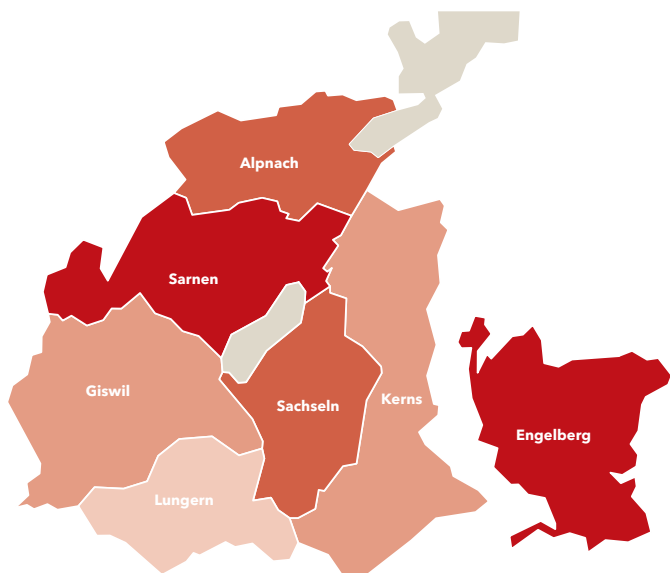 Alpnach
Sarnen
Giswil
Sachseln
Kerns
Engelberg
Lungern